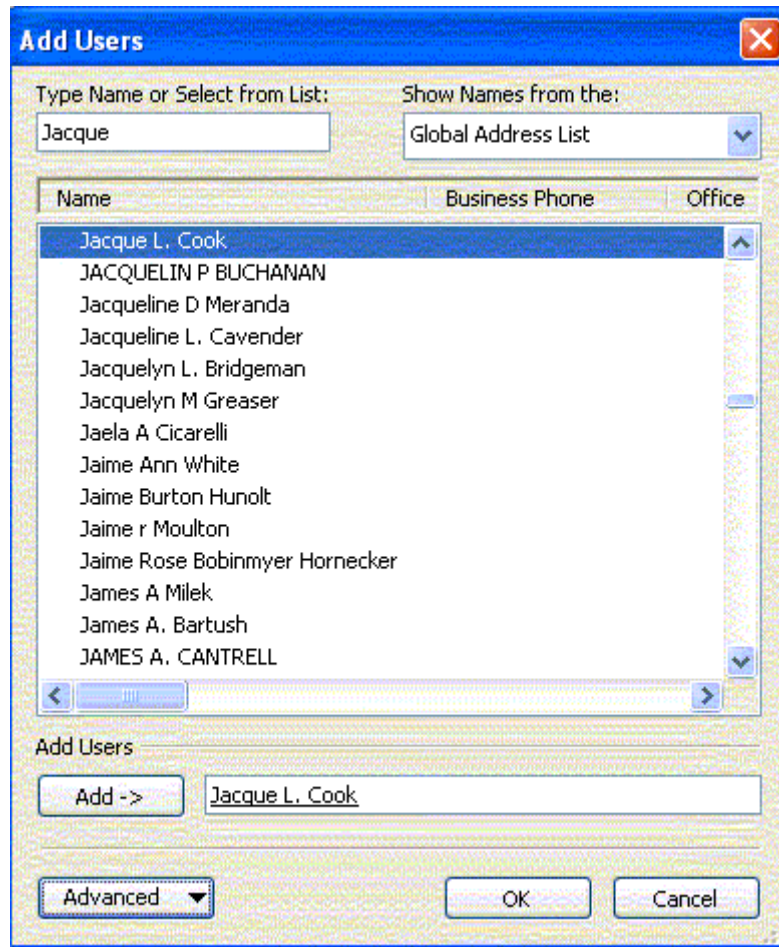 Add Users
Type Name or Select from List: Show Names from the:
Jacque Global Address List
Name Business Phone Office
Jacque L. Cook
JACQUELIN P BUCHANAN
Jacqueline D Meranda
Jacqueline L. Cavender
Jacquelyn L. Bridgeman
Jacquelyn M Greaser
Jaela A Cicarelli
Jaime Ann White
Jaime Burton Hunolt
Jaime r Moulton
Jaime Rose Bobinmyer Hornecker
James A Milek
James A. Bartush
JAMES A. CANTRELL
Add Users
Add -> Jacque L. Cook
Advanced OK Cancel